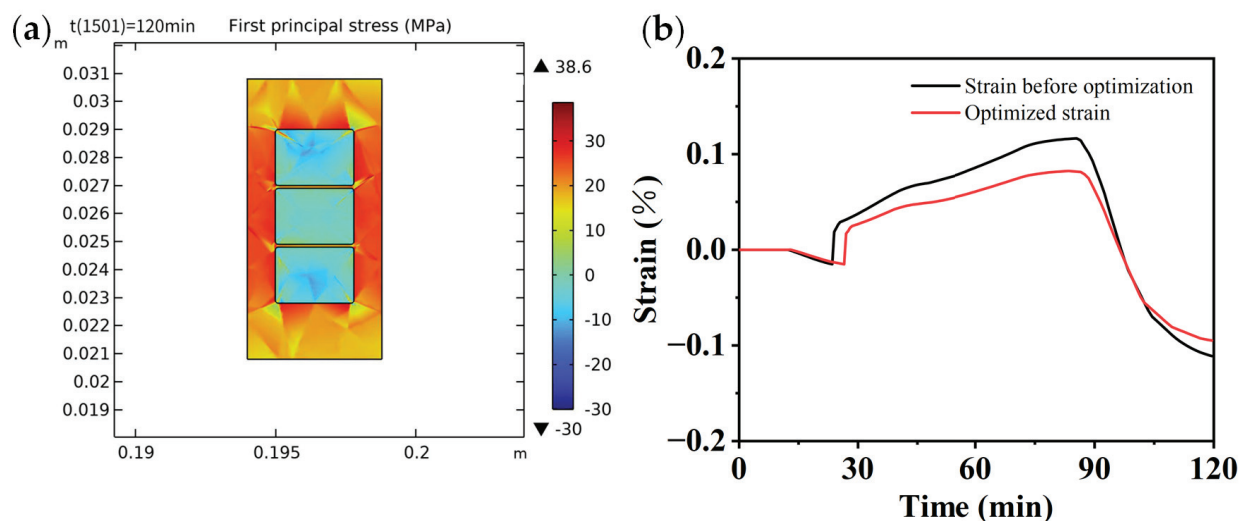 (a)
t(1501)=120min First principal stress (MPa)
m
0.031
0.03
0.029
0.028
0.027
0.026
0.025
0.024
0.023
0.022
0.021
0.02
0.019
0.19 0.195 0.2 m
▲ 38.6
30
20
10
0
-10
-20
-30
▼ -30
(b)
Strain before optimization
Optimized strain
0.2
0.1
0.0
−0.1
−0.2
Strain (%)
0 30 60 90 120
Time (min)